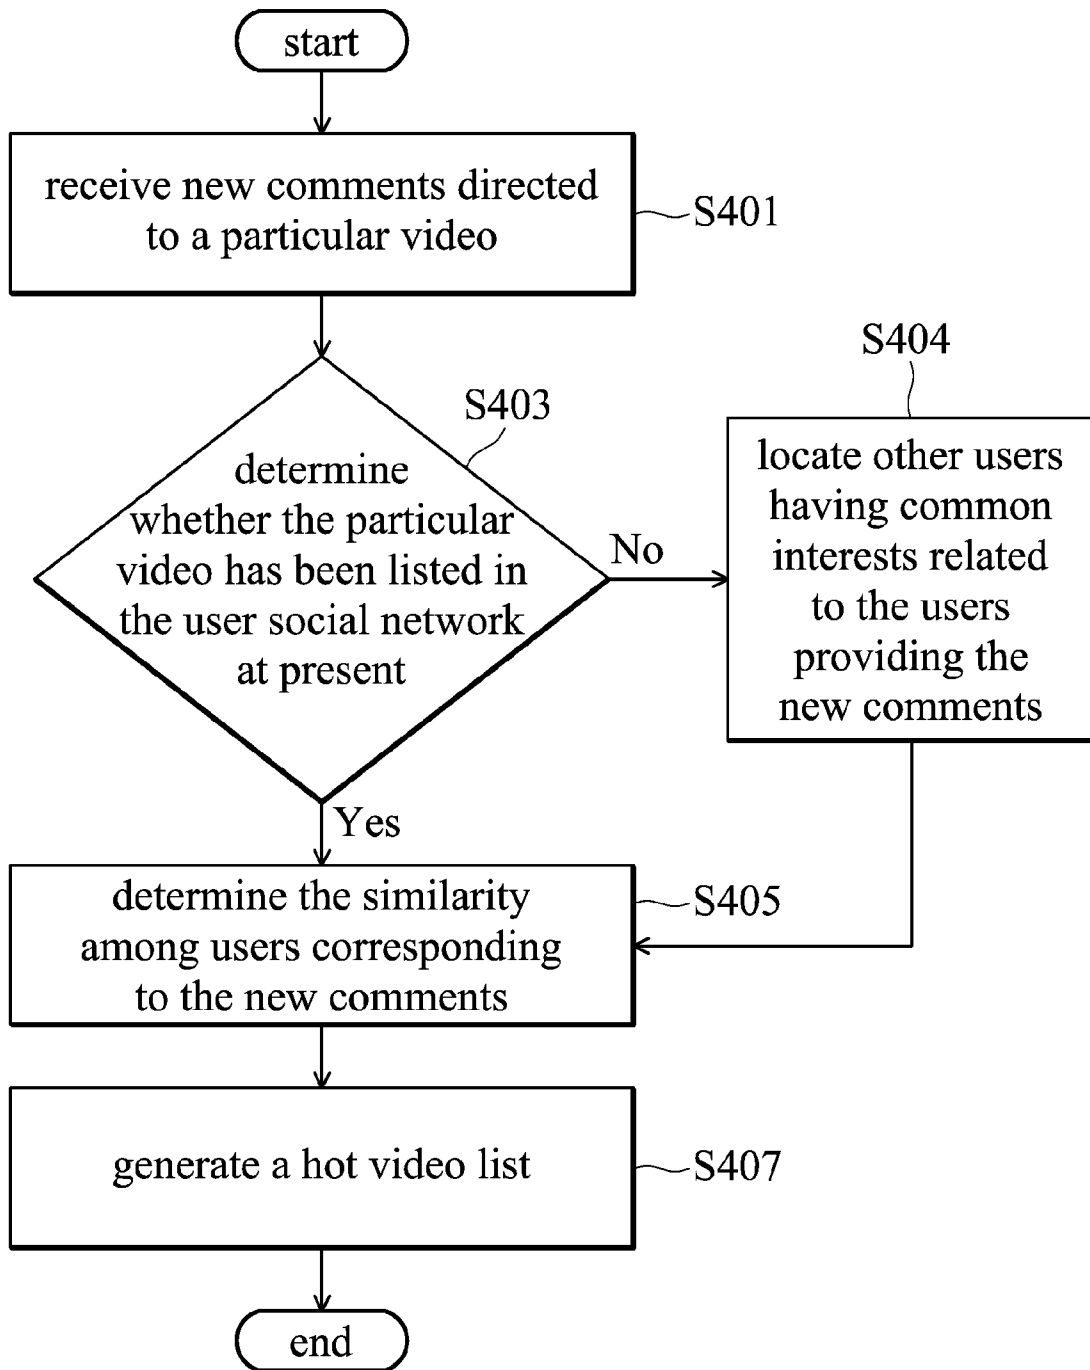 start
receive new comments directed
to a particular video
S401
S403
determine
whether the particular
video has been listed in
the user social network
at present
No
S404
locate other users
having common
interests related
to the users
providing the
new comments
Yes
determine the similarity
among users corresponding
to the new comments
S405
generate a hot video list
S407
end